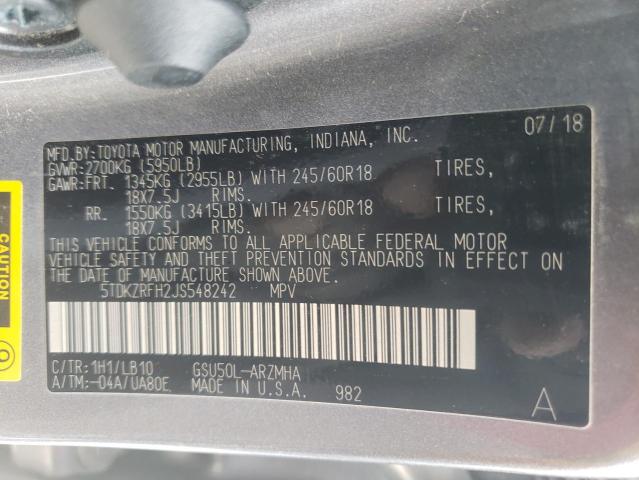 07/18
MFD.BY:TOYOTA MOTOR MANUFACTURING, INDIANA, INC.
GVWR:2700KG (5950LB)
GAWR:FRT. 1345KG (2955LB) WITH 245/60R18 TIRES,
18X7.5J RIMS.
RR. 1550KG (3415LB) WITH 245/60R18 TIRES,
18X7.5J RIMS.
THIS VEHICLE CONFORMS TO ALL APPLICABLE FEDERAL MOTOR
VEHICLE SAFETY AND THEFT PREVENTION STANDARDS IN EFFECT ON
THE DATE OF MANUFACTURE SHOWN ABOVE.
5TDKZRFH2JS548242 MPV
C/TR:1H1/LB10 GSU50L-ARZMHA
A/TM:-04A/UA80E MADE IN U.S.A. 982
A
CAUTION